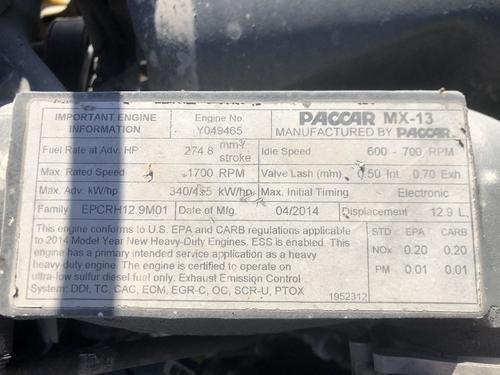 IMPORTANT ENGINE INFORMATION
Engine No. Y049465
PACCAR MX-13
MANUFACTURED BY PACCAR
Fuel Rate at Adv. HP 274.8 mm³/stroke
Idle Speed 600 - 700 RPM
Max. Rated Speed 1700 RPM
Valve Lash (mm) 0.50 Int. 0.70 Exh
Max. Adv. kW/hp 340/455 kW/hp
Max. Initial Timing Electronic
Family EPCRH12.9M01
Date of Mfg. 04/2014
Displacement 12.9 L.
This engine conforms to U.S. EPA and CARB regulations applicable
to 2014 Model Year New Heavy-Duty Engines. ESS is enabled. This
engine has a primary intended service application as a heavy
heavy-duty engine. The engine is certified to operate on
ultra-low sulfur diesel fuel only. Exhaust Emission Control
System: DDI, TC, CAC, ECM, EGR-C, OC, SCR-U, PTOX
1952312
STD EPA CARB
NOx 0.20 0.20
PM 0.01 0.01